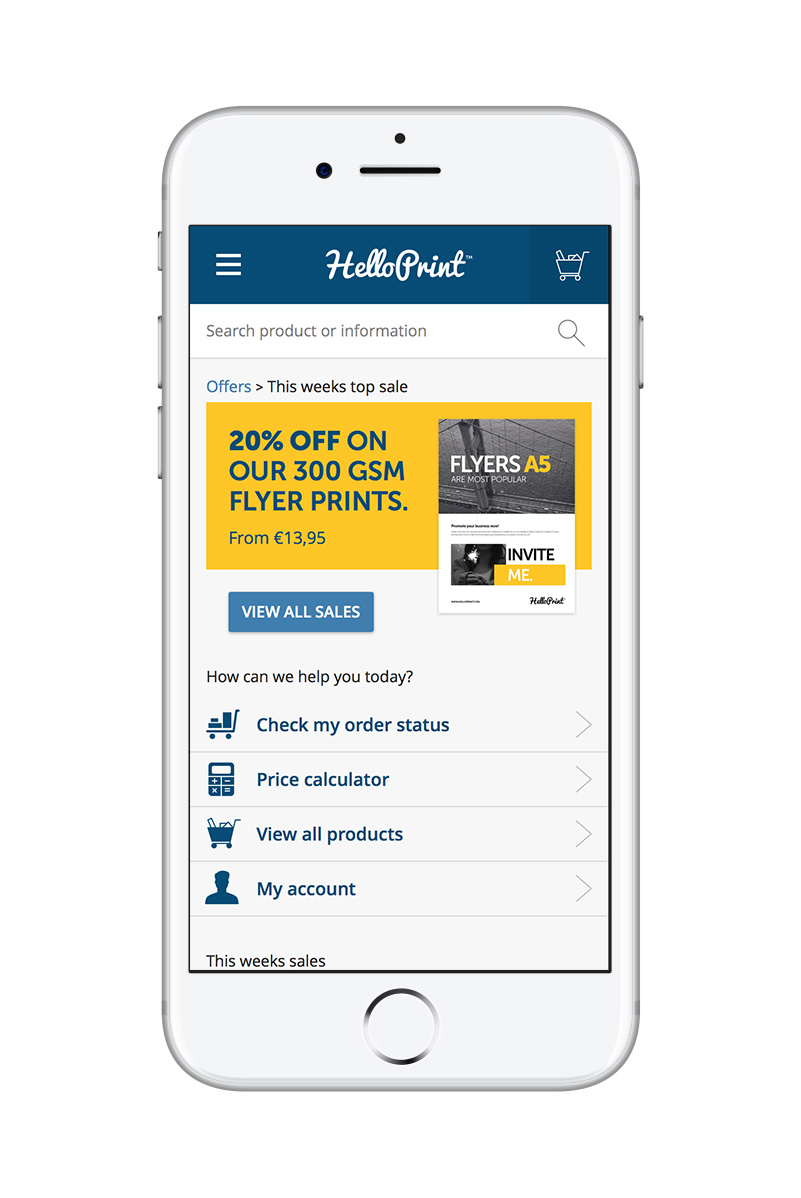 HelloPrint™
Search product or information
Offers > This weeks top sale
20% OFF ON
OUR 300 GSM
FLYER PRINTS.
From €13,95
FLYERS A5
ARE MOST POPULAR
Promote your business now!
INVITE
ME.
WWW.HELLOPRINT.COM
HelloPrint
VIEW ALL SALES
How can we help you today?
Check my order status
Price calculator
View all products
My account
This weeks sales